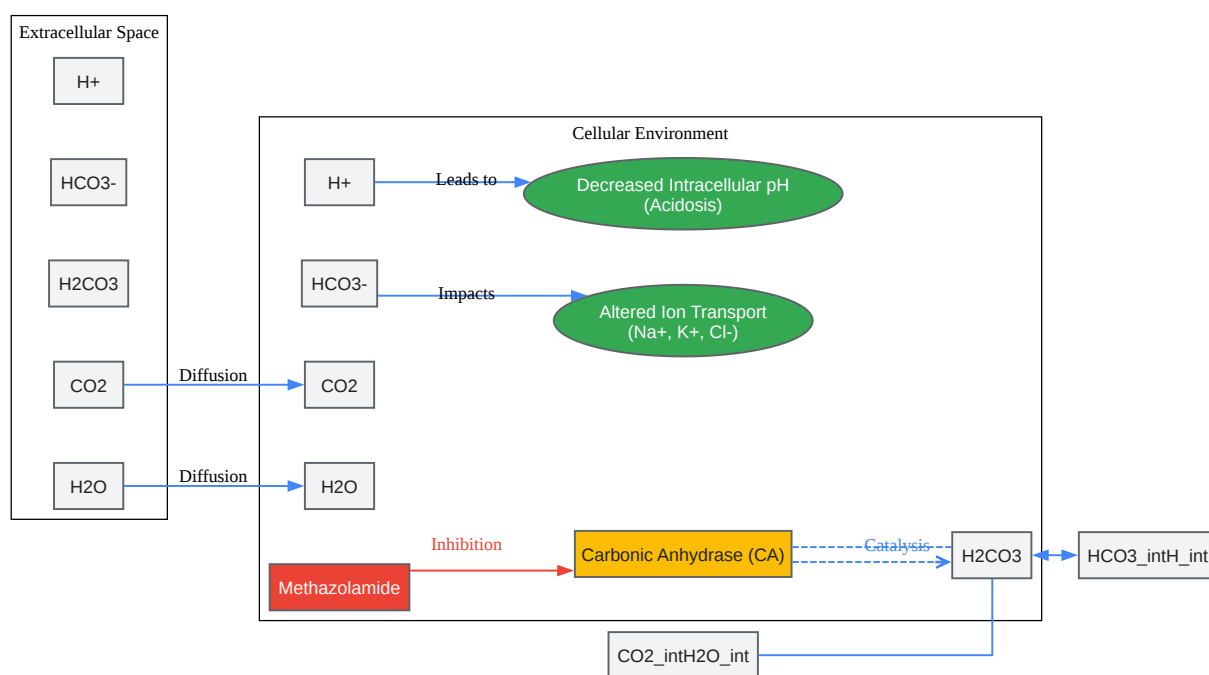 Extracellular Space
H+
HCO3-
H2CO3
CO2
H2O
Diffusion
Diffusion
Cellular Environment
H+
Leads to
Decreased Intracellular pH
(Acidosis)
HCO3-
Impacts
Altered Ion Transport
(Na+, K+, Cl-)
CO2
H2O
Inhibition
Methazolamide
Carbonic Anhydrase (CA)
Catalysis
H2CO3
HCO3_intH_int
CO2_intH2O_int